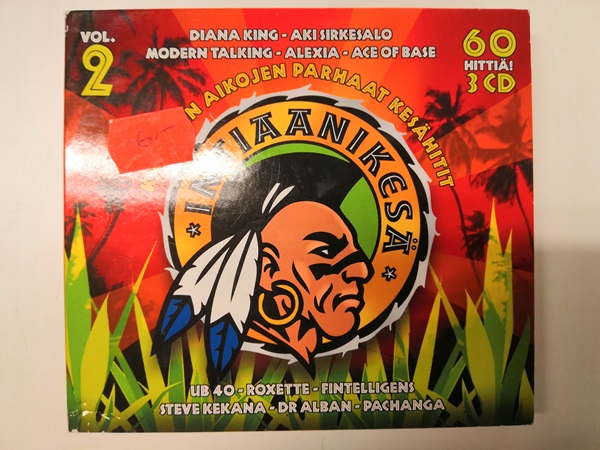 VOL.
2
DIANA KING - AKI SIRKESALO
MODERN TALKING - ALEXIA - ACE OF BASE
60
HITTIÄ!
3 CD
N AIKOJEN PARHAAT KESÄHITIT
* INTIAANIKESÄ *
UB 40 - ROXETTE - FINTELLIGENS
STEVE KEKANA - DR ALBAN - PACHANGA